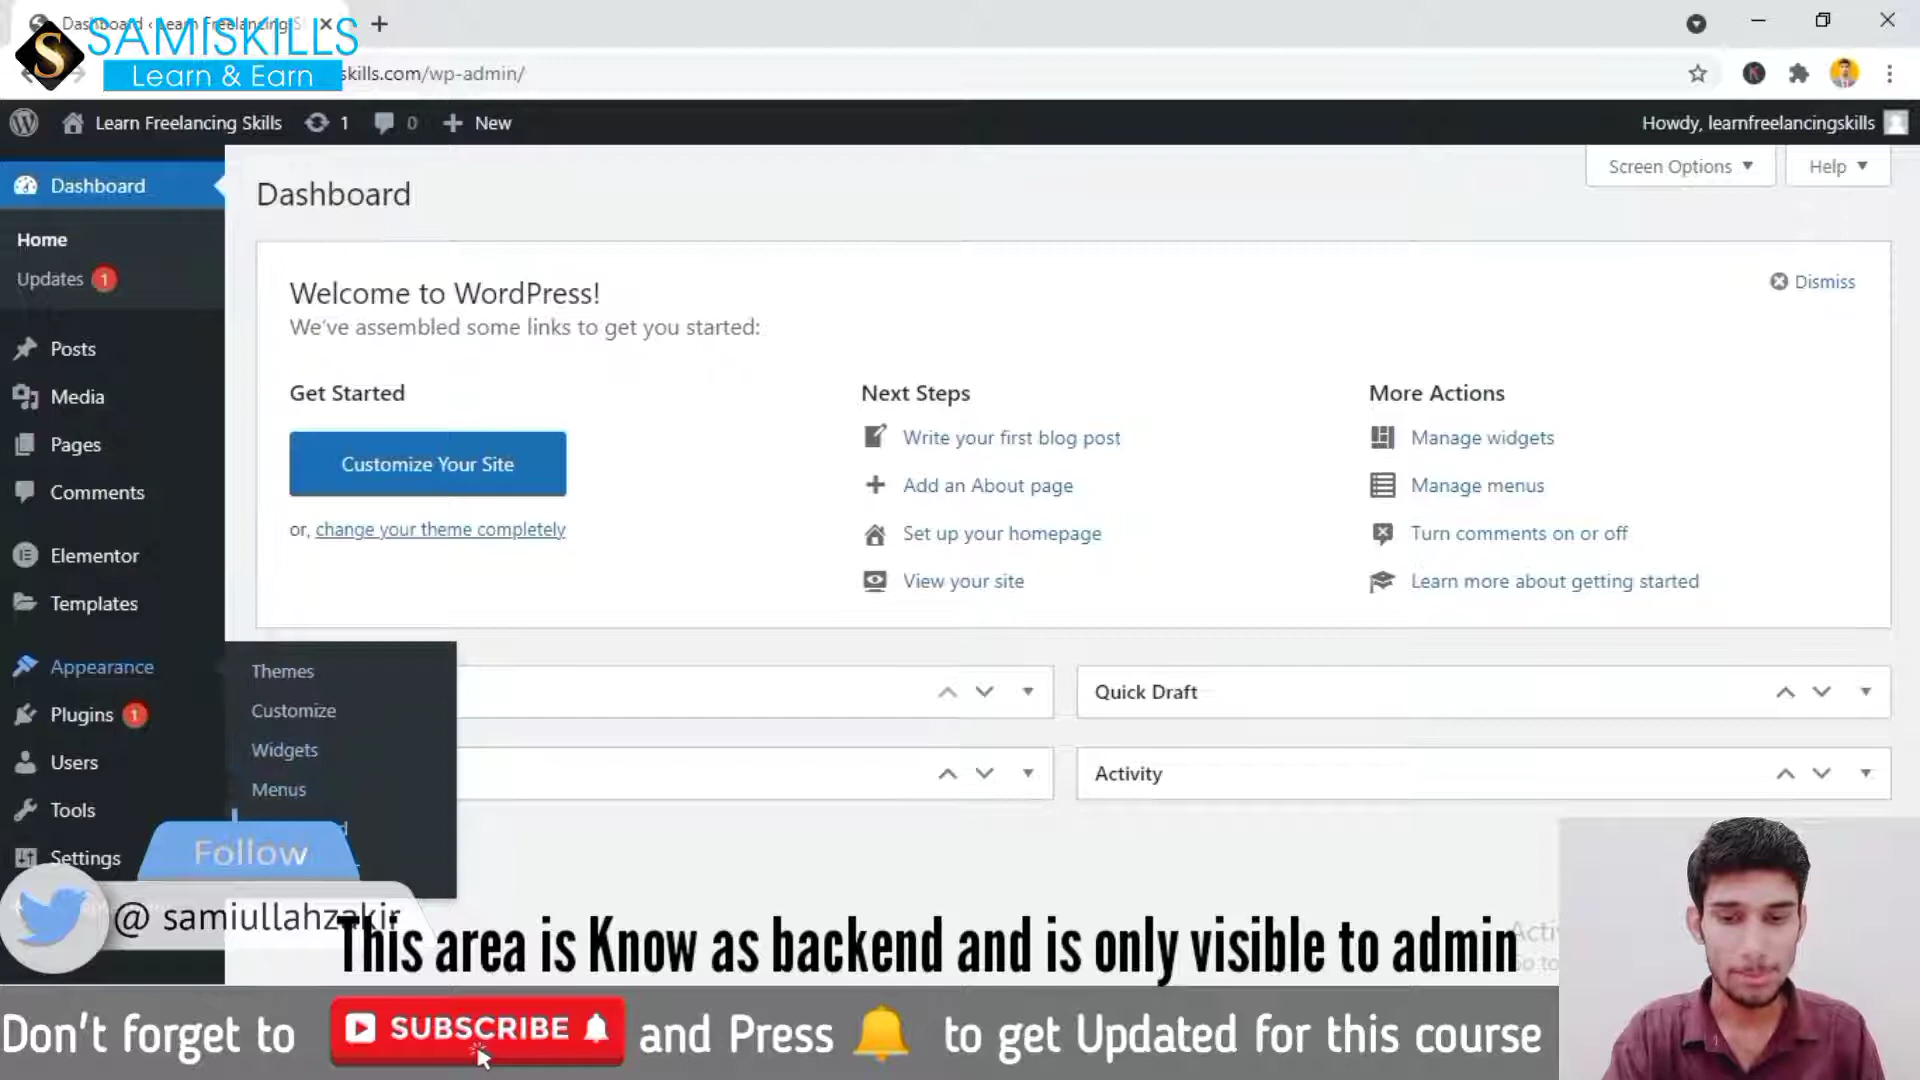 Dashboard ‹ Learn Freelancing S
SAMISKILLS
Learn & Earn
skills.com/wp-admin/
Learn Freelancing Skills
1
0
New
Howdy, learnfreelancingskills
Screen Options
Help
Dashboard
Home
Updates 1
Posts
Media
Pages
Comments
Elementor
Templates
Appearance
Plugins 1
Users
Tools
Settings
Dashboard
Welcome to WordPress!
We've assembled some links to get you started:
Dismiss
Get Started
Customize Your Site
or, change your theme completely
Next Steps
Write your first blog post
Add an About page
Set up your homepage
View your site
More Actions
Manage widgets
Manage menus
Turn comments on or off
Learn more about getting started
Themes
Customize
Widgets
Menus
Quick Draft
Activity
Follow
@ samiullahzakir
This area is Know as backend and is only visible to admin
Don't forget to SUBSCRIBE and Press to get Updated for this course